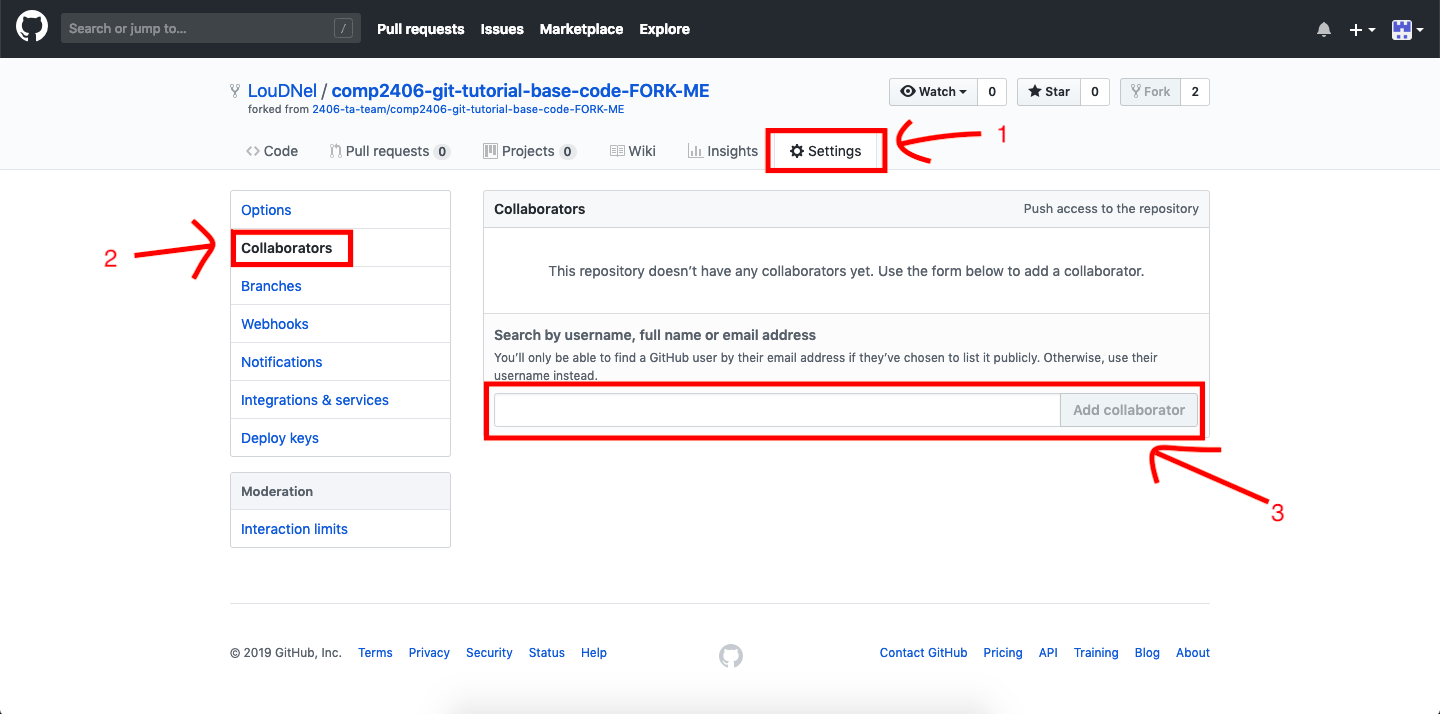 Search or jump to... /
Pull requests Issues Marketplace Explore
LouDNel / comp2406-git-tutorial-base-code-FORK-ME
forked from 2406-ta-team/comp2406-git-tutorial-base-code-FORK-ME
Watch 0 Star 0 Fork 2
Code Pull requests 0 Projects 0 Wiki Insights Settings
1
Options
2
Collaborators
Branches
Webhooks
Notifications
Integrations & services
Deploy keys
Moderation
Interaction limits
Collaborators Push access to the repository
This repository doesn't have any collaborators yet. Use the form below to add a collaborator.
Search by username, full name or email address
You'll only be able to find a GitHub user by their email address if they've chosen to list it publicly. Otherwise, use their
username instead.
Add collaborator
3
© 2019 GitHub, Inc. Terms Privacy Security Status Help
Contact GitHub Pricing API Training Blog About